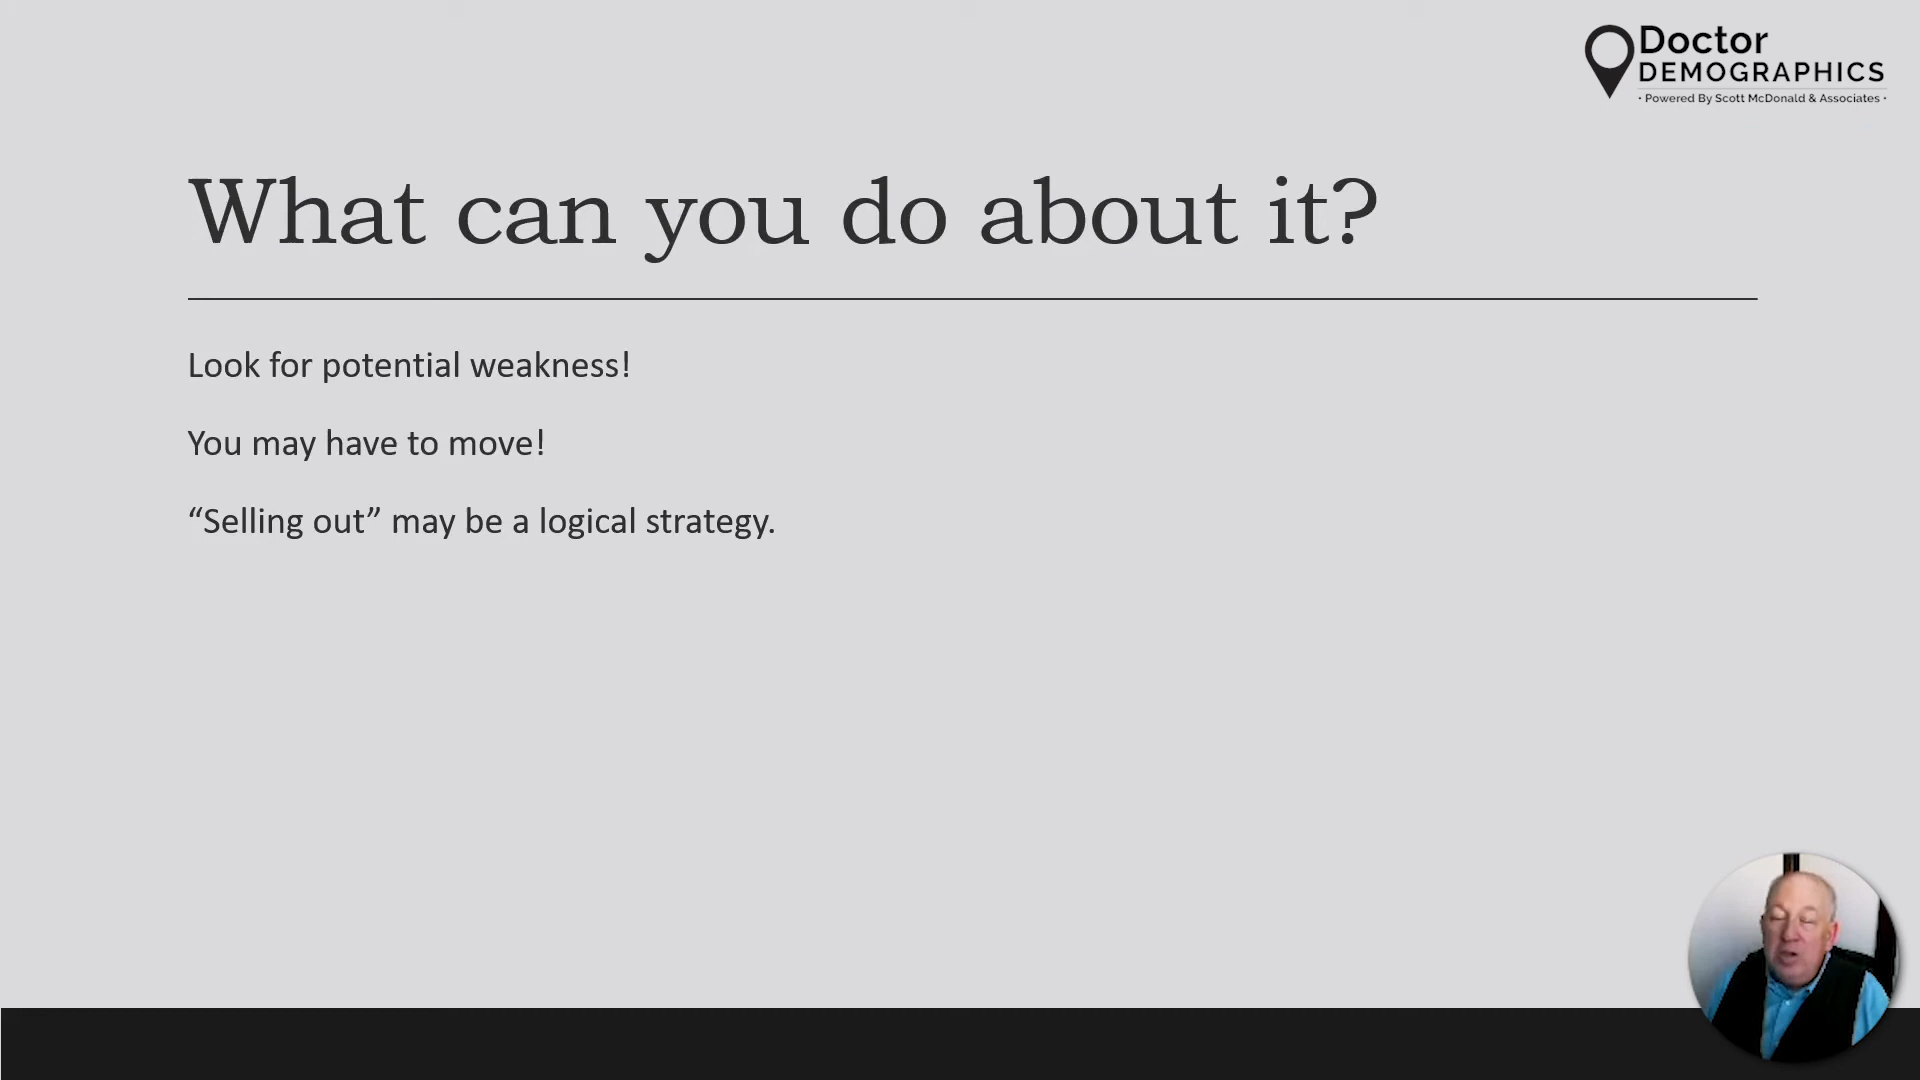 Doctor
DEMOGRAPHICS
· Powered By Scott McDonald & Associates ·
What can you do about it?
Look for potential weakness!
You may have to move!
“Selling out” may be a logical strategy.